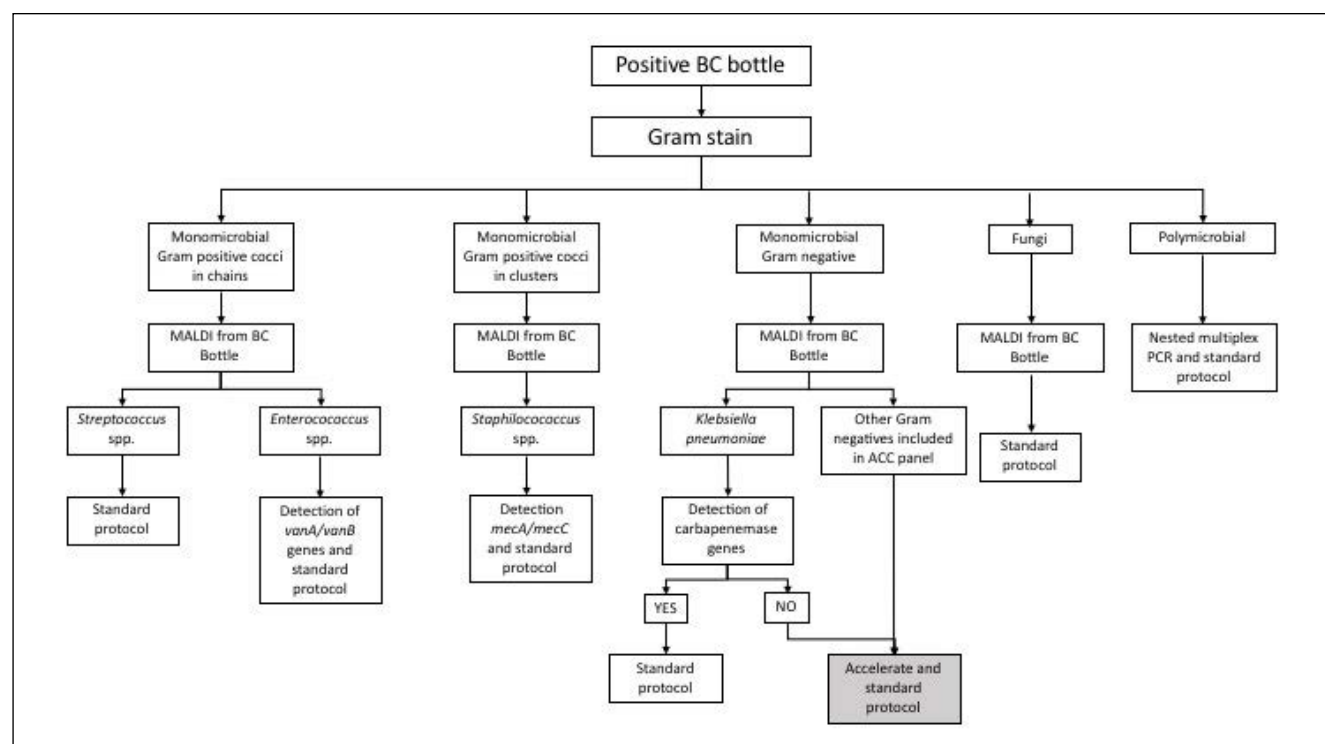 Positive BC bottle
Gram stain
Monomicrobial
Gram positive cocci
in chains
Monomicrobial
Gram positive cocci
in clusters
Monomicrobial
Gram negative
Fungi
Polymicrobial
MALDI from BC
Bottle
MALDI from BC
Bottle
MALDI from BC
Bottle
MALDI from BC
Bottle
Nested multiplex
PCR and standard
protocol
Streptococcus
spp.
Enterococaccus
spp.
Staphilococaccus
spp.
Klebsiella
pneumoniae
Other Gram
negatives included
in ACC panel
Standard
protocol
Standard
protocol
Detection of
vanA/vanB
genes and
standard
protocol
Detection
mecA/mecC
and standard
protocol
Detection of
carbapenemase
genes
YES
NO
Standard
protocol
Accelerate and
standard
protocol